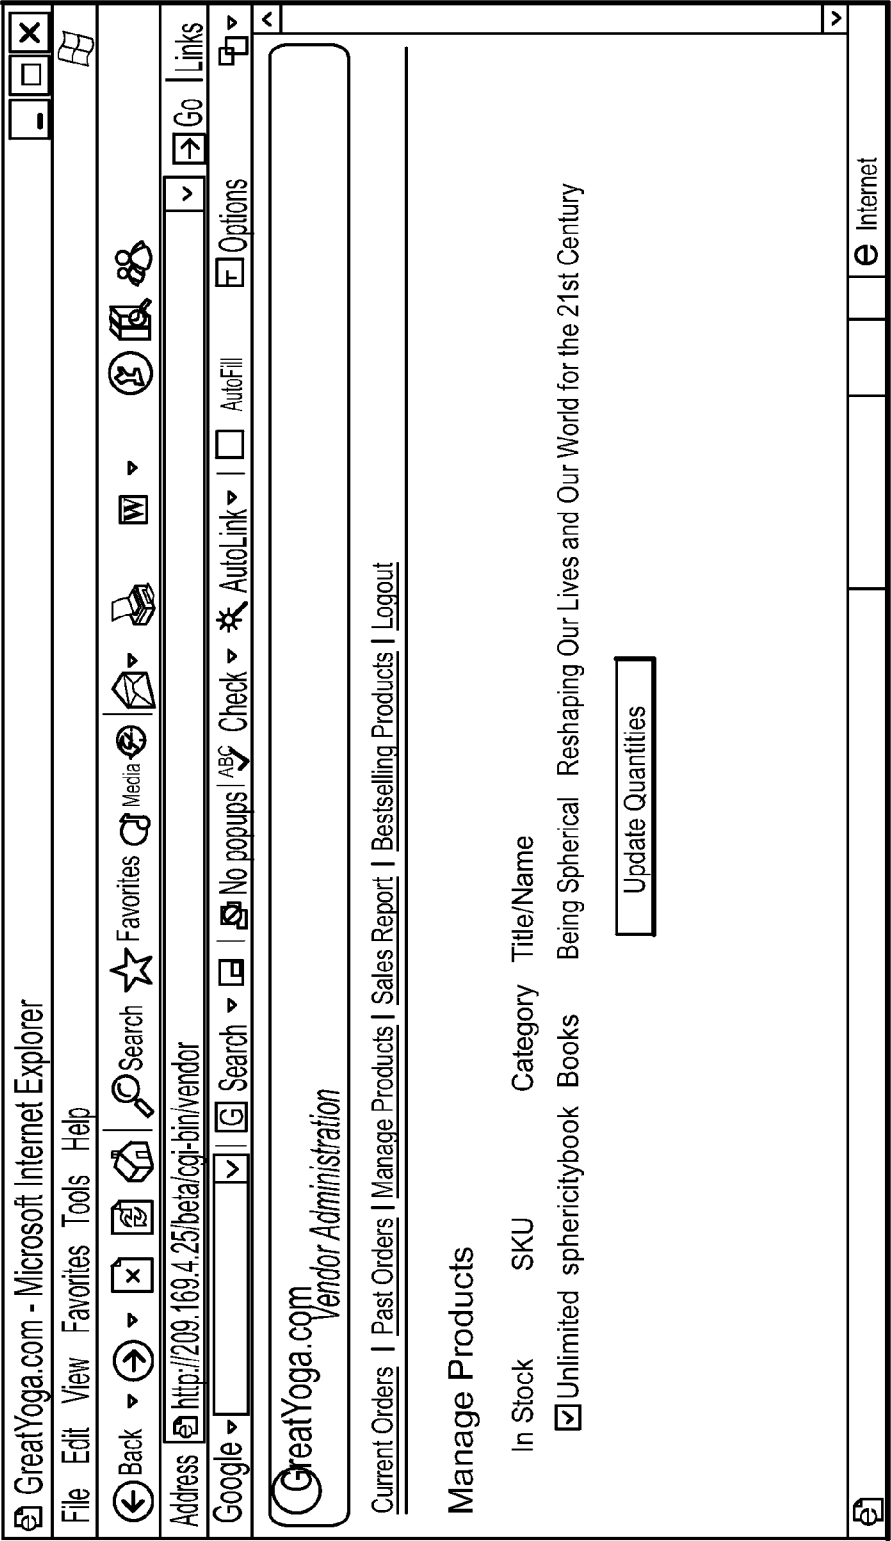 GreatYoga.com - Microsoft Internet Explorer
File Edit View Favorites Tools Help
Back Search Favorites Media W
Address http://209.169.4.25/beta/cgi-bin/vendor Go Links
Google G Search No popups ABC Check AutoLink AutoFill Options
GreatYoga.com
Vendor Administration
Current Orders | Past Orders | Manage Products | Sales Report | Bestselling Products | Logout
Manage Products
In Stock SKU Category Title/Name
Unlimited sphericitybook Books Being Spherical Reshaping Our Lives and Our World for the 21st Century
Update Quantities
Internet